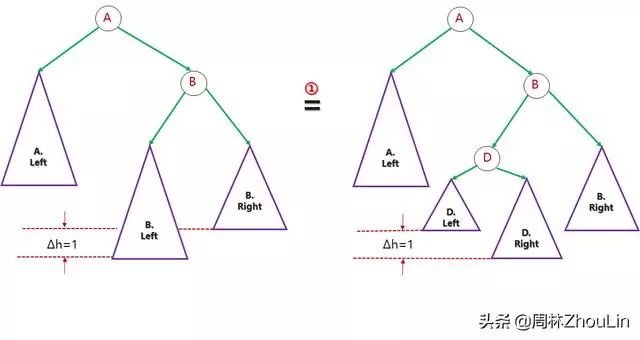 A
B
A.
Left
B.
Left
B.
Right
Δh=1
①
=
A
B
D
A.
Left
D.
Left
D.
Right
B.
Right
Δh=1
头条 @周林ZhouLin